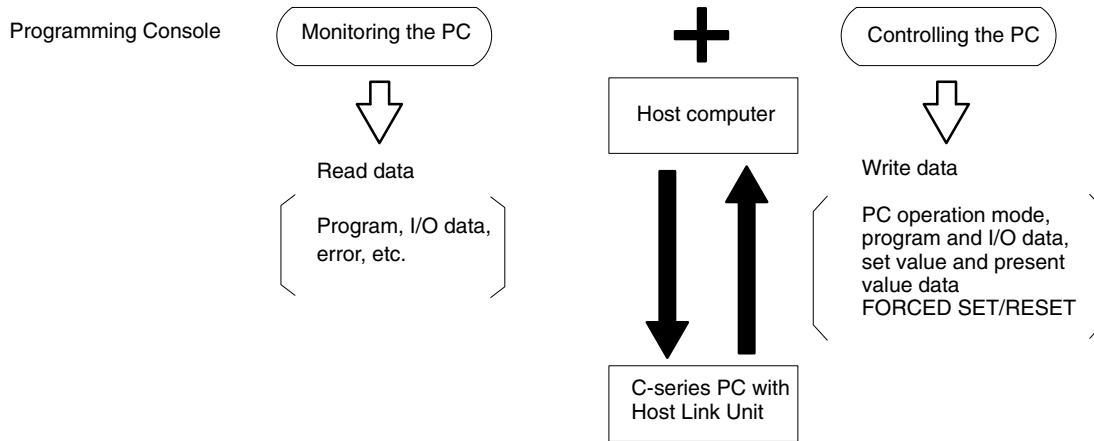 Programming Console
Monitoring the PC
Controlling the PC
Host computer
Read data
Write data
Program, I/O data,
error, etc.
PC operation mode,
program and I/O data,
set value and present
value data
FORCED SET/RESET
C-series PC with
Host Link Unit